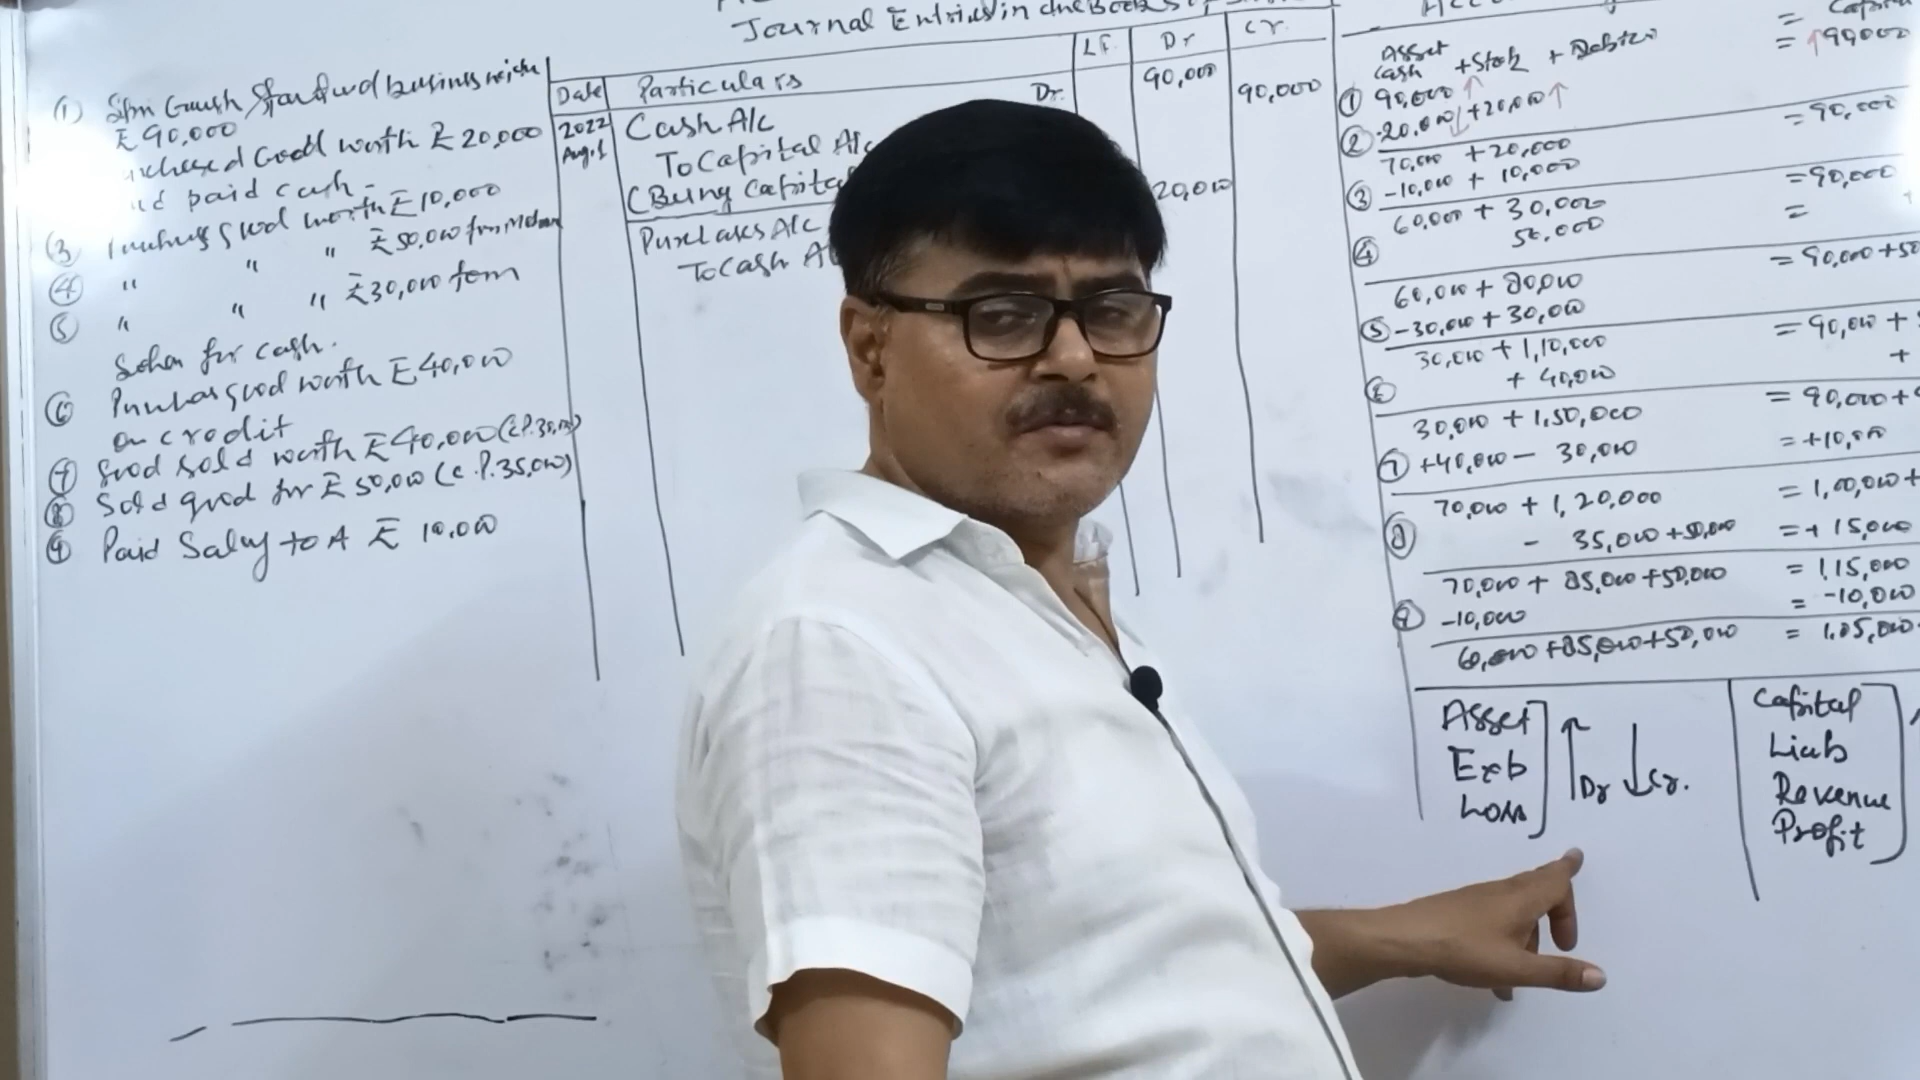 Journal Entries in the Books of
① Started business with
₹ 90,000
Purchased Good worth ₹ 20,000
paid cash.
③ good worth ₹ 10,000
④ " " " ₹ 50,000 from Mohan
⑤ " " " ₹ 30,000 from
Sohan for cash.
⑥ good worth ₹ 40,000
on credit
⑦ good sold worth ₹ 40,000 (C.P. 30,000)
⑧ Sold good for ₹ 50,000 (C.P. 35,000)
⑨ Paid Salary to A ₹ 10,000
Date Particulars L.F. Dr Cr.
2022 Cash A/c Dr. 90,000
Aug. 1 To Capital A/c 90,000
(Being Capital
Purchases A/c 20,000
To Cash A/c
Asset = Capital
Cash + Stock + Debtor
① 90,000 ↑ = ↑ 90,000
② -20,000 ↓ + 20,000 ↑
70,000 + 20,000 = 90,000
③ -10,000 + 10,000
60,000 + 30,000 = 90,000
④ 50,000 =
60,000 + 80,000 = 90,000 + 50
⑤ -30,000 + 30,000
30,000 + 1,10,000 = 90,000 +
⑥ + 40,000 +
30,000 + 1,50,000 = 90,000 +
⑦ +40,000 - 30,000 = +10,000
70,000 + 1,20,000 = 1,00,000 +
⑧ - 35,000 + 50,000 = + 15,000
70,000 + 85,000 + 50,000 = 1,15,000
⑨ -10,000 = -10,000
60,000 + 85,000 + 50,000 = 1,05,000
Asset
Exp
Loss
↑ Dr ↓ Cr.
Capital
Liab
Revenue
Profit